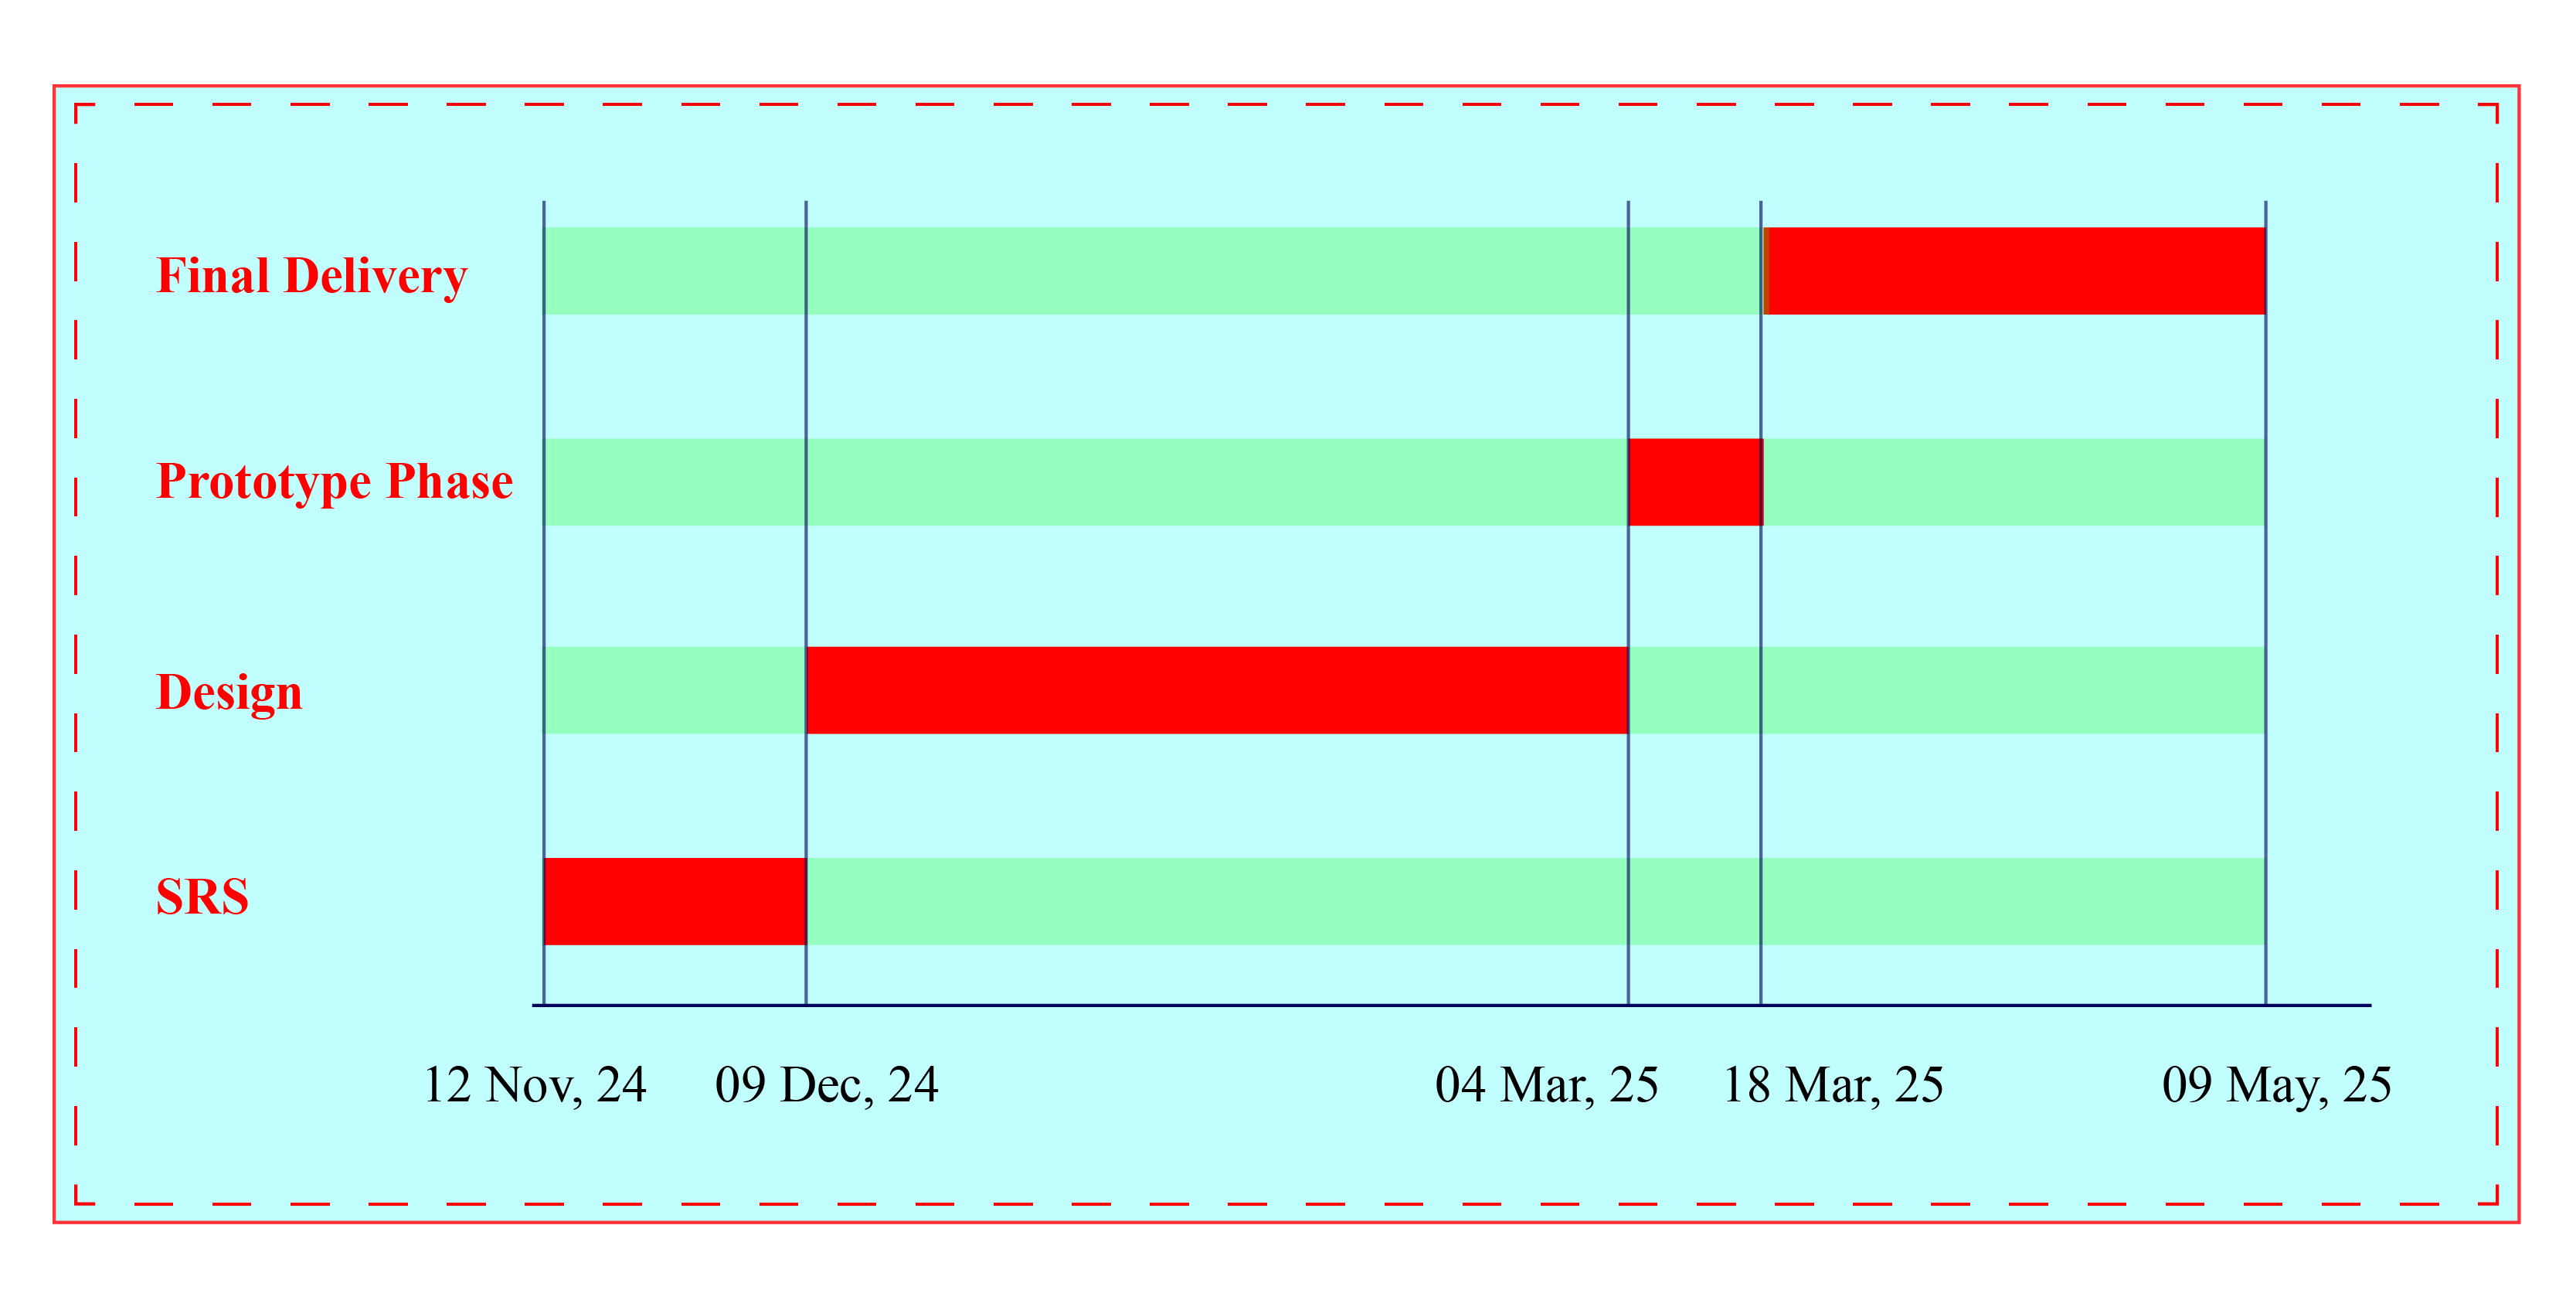 Final Delivery
Prototype Phase
Design
SRS
12 Nov, 24 09 Dec, 24 04 Mar, 25 18 Mar, 25 09 May, 25